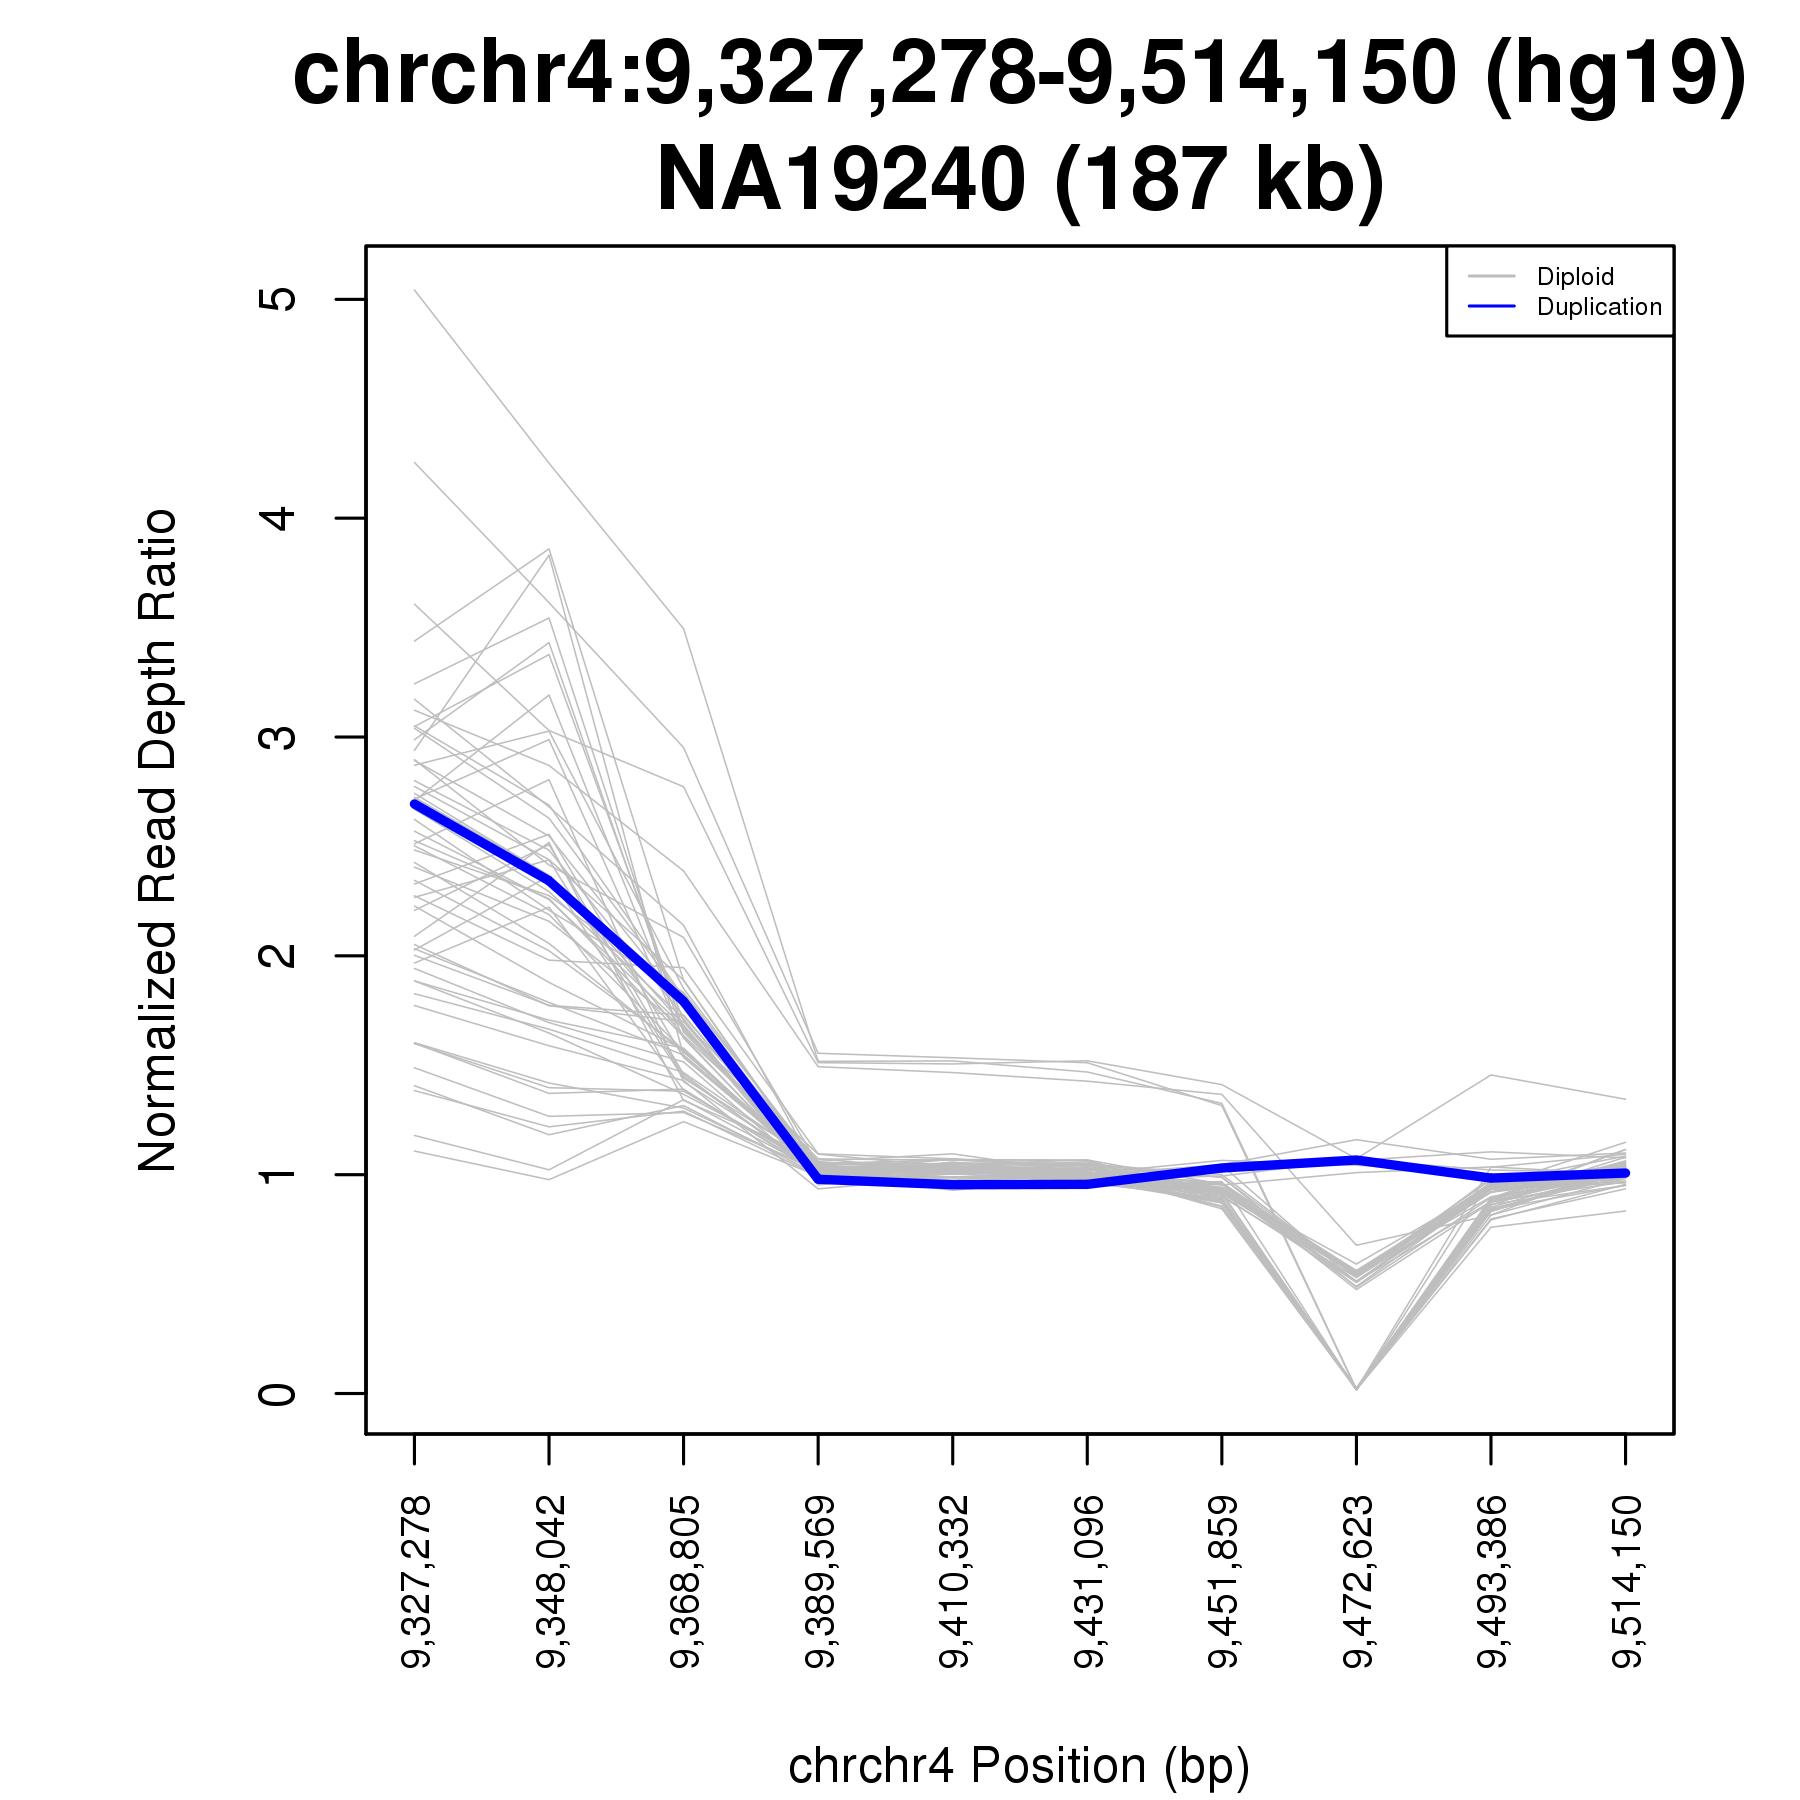 chrchr4:9,327,278-9,514,150 (hg19)
NA19240 (187 kb)
Diploid
Duplication
Normalized Read Depth Ratio
5
4
3
2
1
0
9,327,278
9,348,042
9,368,805
9,389,569
9,410,332
9,431,096
9,451,859
9,472,623
9,493,386
9,514,150
chrchr4 Position (bp)